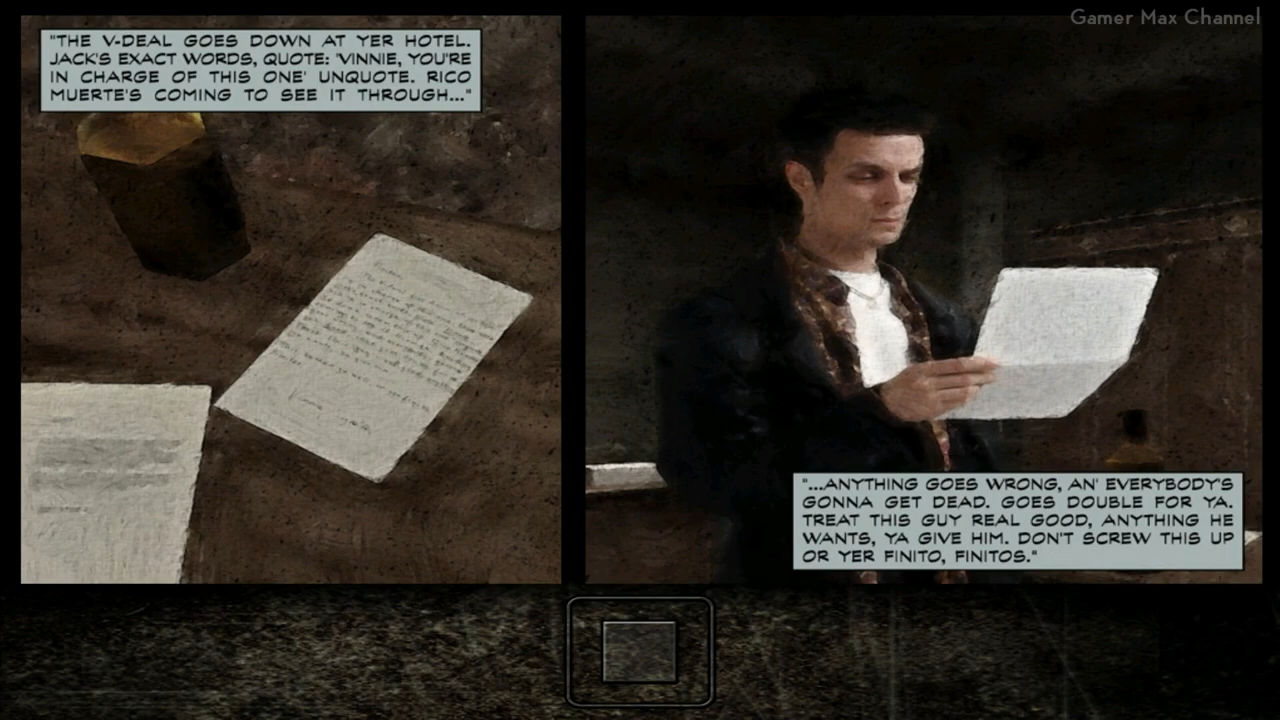 Gamer Max Channel
"THE V-DEAL GOES DOWN AT YER HOTEL.
JACK'S EXACT WORDS, QUOTE: 'VINNIE, YOU'RE
IN CHARGE OF THIS ONE' UNQUOTE. RICO
MUERTE'S COMING TO SEE IT THROUGH..."
"...ANYTHING GOES WRONG, AN' EVERYBODY'S
GONNA GET DEAD. GOES DOUBLE FOR YA.
TREAT THIS GUY REAL GOOD, ANYTHING HE
WANTS, YA GIVE HIM. DON'T SCREW THIS UP
OR YER FINITO, FINITOS."